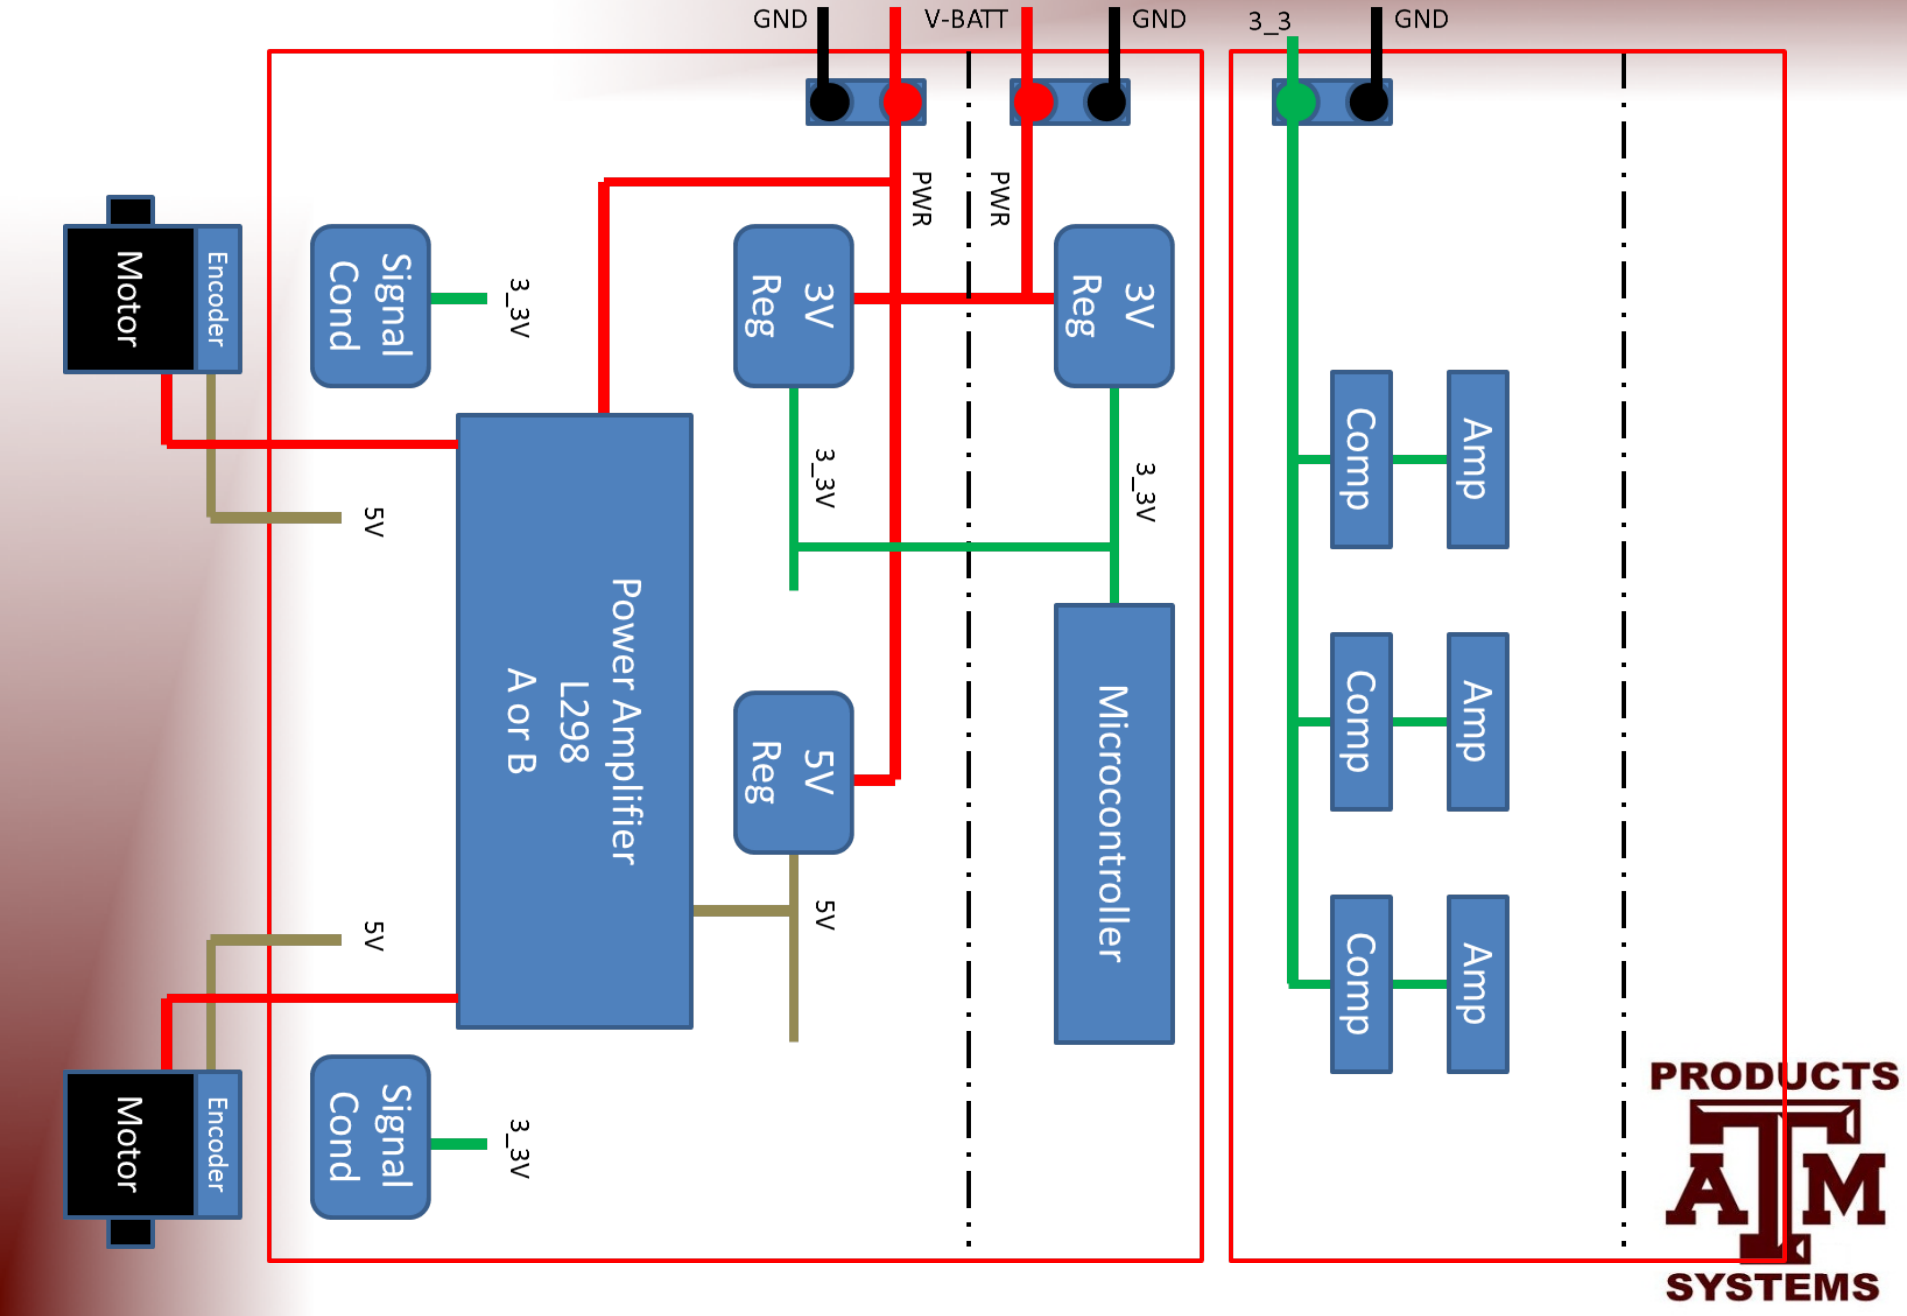 GND
V-BATT
GND
3_3
GND
PWR
PWR
Motor
Encoder
Signal
Cond
3_3V
3V
Reg
3V
Reg
3_3V
3_3V
5V
Comp
Amp
Power Amplifier
L298
A or B
5V
Reg
Microcontroller
Comp
Amp
5V
5V
Comp
Amp
Motor
Encoder
Signal
Cond
3_3V
PRODUCTS
ATM
SYSTEMS